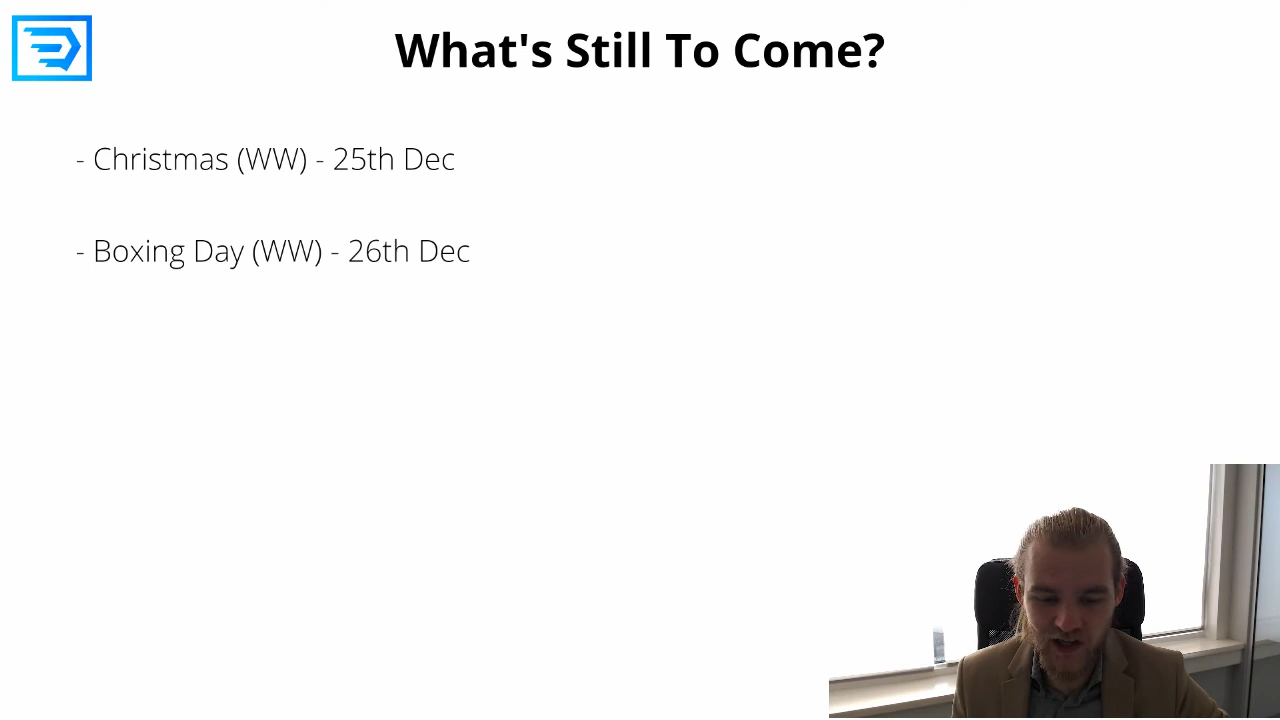 What's Still To Come?
- Christmas (WW) - 25th Dec
- Boxing Day (WW) - 26th Dec